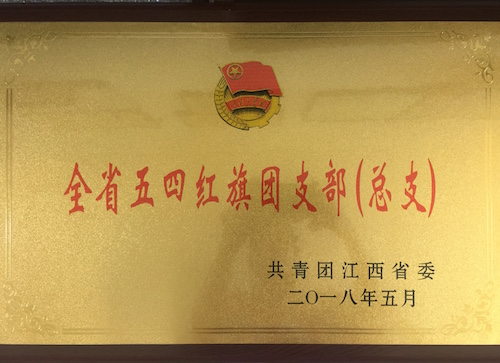 全省五四红旗团支部(总支)
共青团江西省委
二〇一八年五月